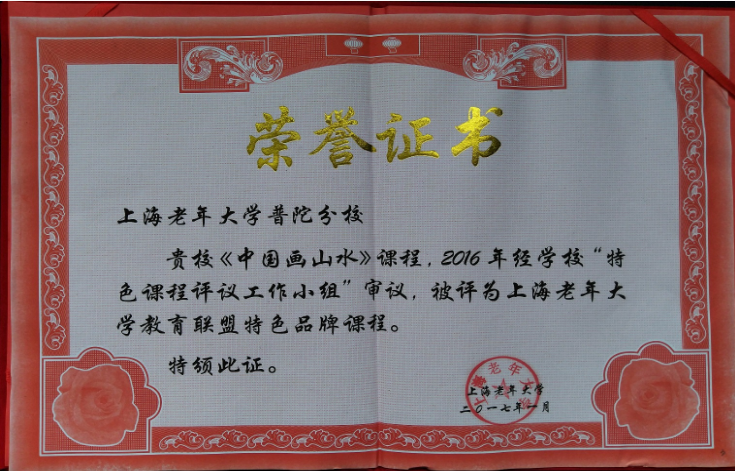 荣誉证书
上海老年大学普陀分校
贵校《中国画山水》课程，2016年经学校“特
色课程评议工作小组”审议，被评为上海老年大
学教育联盟特色品牌课程。
特颁此证。
上海老年大学
二〇一七年一月